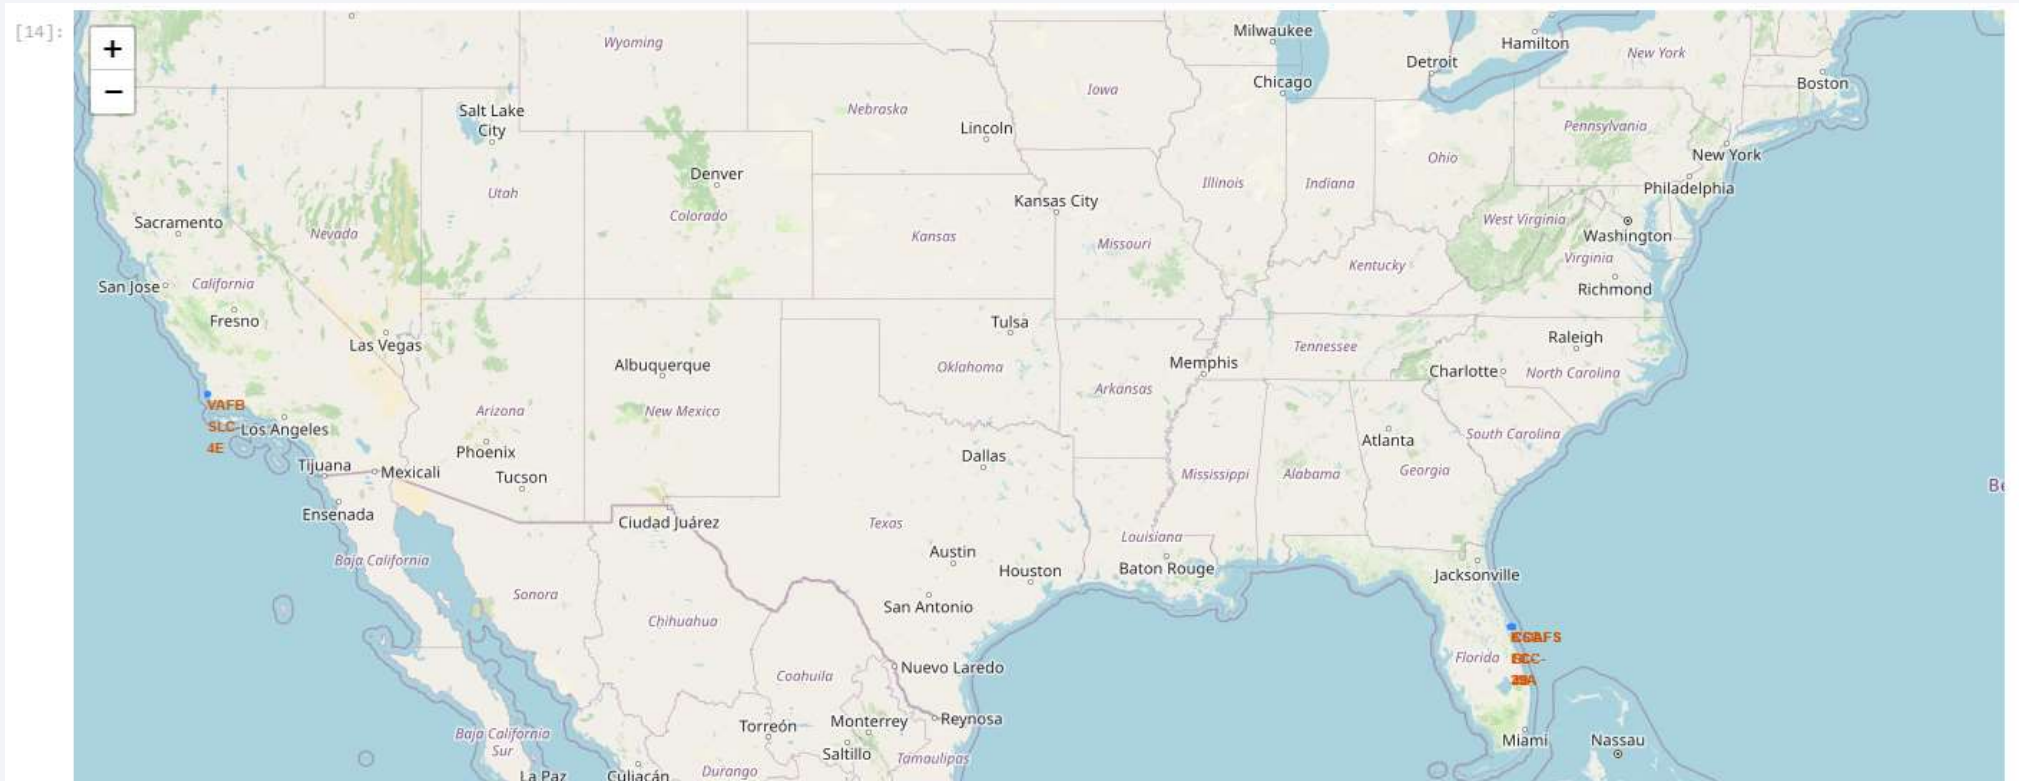 [14]:
+
−
Wyoming
Milwaukee
Hamilton
New York
Detroit
Chicago
Boston
Iowa
Nebraska
Salt Lake
City
Lincoln
Pennsylvania
New York
Ohio
Denver
Illinois
Indiana
Philadelphia
Utah
Kansas City
Colorado
West Virginia
Sacramento
Nevada
Kansas
Missouri
Washington
Virginia
Kentucky
San Jose
California
Richmond
Fresno
Tulsa
Raleigh
Las Vegas
Tennessee
Albuquerque
Oklahoma
Memphis
Charlotte
North Carolina
Arkansas
VAFB
SLC-
4E
Arizona
New Mexico
Los Angeles
South Carolina
Atlanta
Phoenix
Dallas
Tijuana
Mexicali
Tucson
Mississippi
Alabama
Georgia
Be
Ensenada
Ciudad Juárez
Texas
Louisiana
Austin
Baja California
Houston
Baton Rouge
Jacksonville
Sonora
San Antonio
Chihuahua
Florida
Nuevo Laredo
Coahuila
Reynosa
Torreón
Monterrey
Baja California
Sur
Saltillo
Tamaulipas
Miami
Nassau
La Paz
Culiacán
Durango